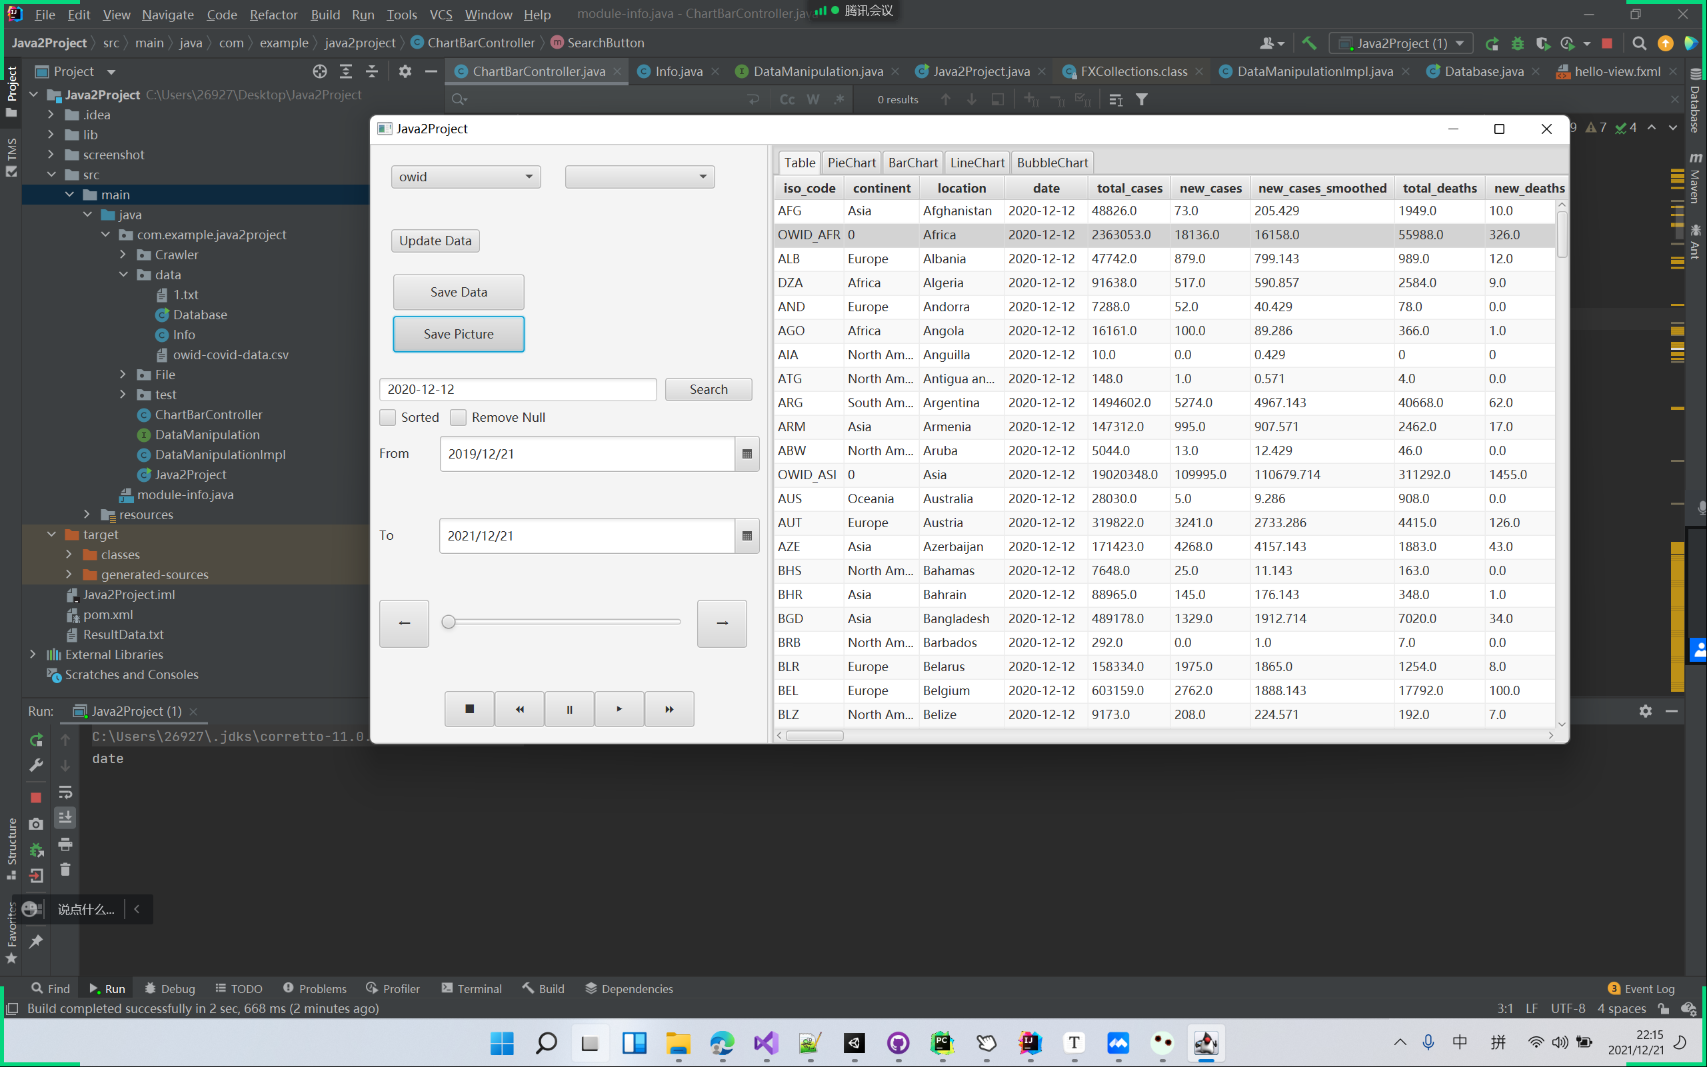 File Edit View Navigate Code Refactor Build Run Tools VCS Window Help module-info.java - ChartBarController.java 腾讯会议
Java2Project src main java com example java2project ChartBarController SearchButton Java2Project (1)
Project ChartBarController.java Info.java DataManipulation.java Java2Project.java FXCollections.class DataManipulationImpl.java Database.java hello-view.fxml
Java2Project C:\Users\26927\Desktop\Java2Project
Cc W .* 0 results
.idea
lib
screenshot
src
main
java
com.example.java2project
Crawler
data
1.txt
Database
Info
owid-covid-data.csv
File
test
ChartBarController
DataManipulation
DataManipulationImpl
Java2Project
module-info.java
resources
target
classes
generated-sources
Java2Project.iml
pom.xml
ResultData.txt
External Libraries
Scratches and Consoles
Project
TMS
Structure
Favorites
Database
Maven
Ant
9 7 4
Java2Project
owid
Update Data
Save Data
Save Picture
2020-12-12 Search
Sorted Remove Null
From 2019/12/21
To 2021/12/21
Table PieChart BarChart LineChart BubbleChart
iso_code continent location date total_cases new_cases new_cases_smoothed total_deaths new_deaths
AFG Asia Afghanistan 2020-12-12 48826.0 73.0 205.429 1949.0 10.0
OWID_AFR 0 Africa 2020-12-12 2363053.0 18136.0 16158.0 55988.0 326.0
ALB Europe Albania 2020-12-12 47742.0 879.0 799.143 989.0 12.0
DZA Africa Algeria 2020-12-12 91638.0 517.0 590.857 2584.0 9.0
AND Europe Andorra 2020-12-12 7288.0 52.0 40.429 78.0 0.0
AGO Africa Angola 2020-12-12 16161.0 100.0 89.286 366.0 1.0
AIA North Am... Anguilla 2020-12-12 10.0 0.0 0.429 0 0
ATG North Am... Antigua an... 2020-12-12 148.0 1.0 0.571 4.0 0.0
ARG South Am... Argentina 2020-12-12 1494602.0 5274.0 4967.143 40668.0 62.0
ARM Asia Armenia 2020-12-12 147312.0 995.0 907.571 2462.0 17.0
ABW North Am... Aruba 2020-12-12 5044.0 13.0 12.429 46.0 0.0
OWID_ASI 0 Asia 2020-12-12 19020348.0 109995.0 110679.714 311292.0 1455.0
AUS Oceania Australia 2020-12-12 28030.0 5.0 9.286 908.0 0.0
AUT Europe Austria 2020-12-12 319822.0 3241.0 2733.286 4415.0 126.0
AZE Asia Azerbaijan 2020-12-12 171423.0 4268.0 4157.143 1883.0 43.0
BHS North Am... Bahamas 2020-12-12 7648.0 25.0 11.143 163.0 0.0
BHR Asia Bahrain 2020-12-12 88965.0 145.0 176.143 348.0 1.0
BGD Asia Bangladesh 2020-12-12 489178.0 1329.0 1912.714 7020.0 34.0
BRB North Am... Barbados 2020-12-12 292.0 0.0 1.0 7.0 0.0
BLR Europe Belarus 2020-12-12 158334.0 1975.0 1865.0 1254.0 8.0
BEL Europe Belgium 2020-12-12 603159.0 2762.0 1888.143 17792.0 100.0
BLZ North Am... Belize 2020-12-12 9173.0 208.0 224.571 192.0 7.0
Run: Java2Project (1)
C:\Users\26927\.jdks\corretto-11.0.
date
说点什么...
Find Run Debug TODO Problems Profiler Terminal Build Dependencies 3 Event Log
Build completed successfully in 2 sec, 668 ms (2 minutes ago) 3:1 LF UTF-8 4 spaces
中 拼 22:15
2021/12/21